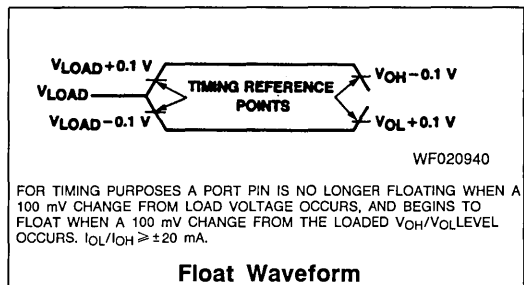 VLOAD+0.1 V
VLOAD
VLOAD-0.1 V
TIMING REFERENCE
POINTS
VOH-0.1 V
VOL+0.1 V
WF020940
FOR TIMING PURPOSES A PORT PIN IS NO LONGER FLOATING WHEN A
100 mV CHANGE FROM LOAD VOLTAGE OCCURS, AND BEGINS TO
FLOAT WHEN A 100 mV CHANGE FROM THE LOADED VOH/VOLLEVEL
OCCURS. IOL/IOH ≥ ±20 mA.
Float Waveform